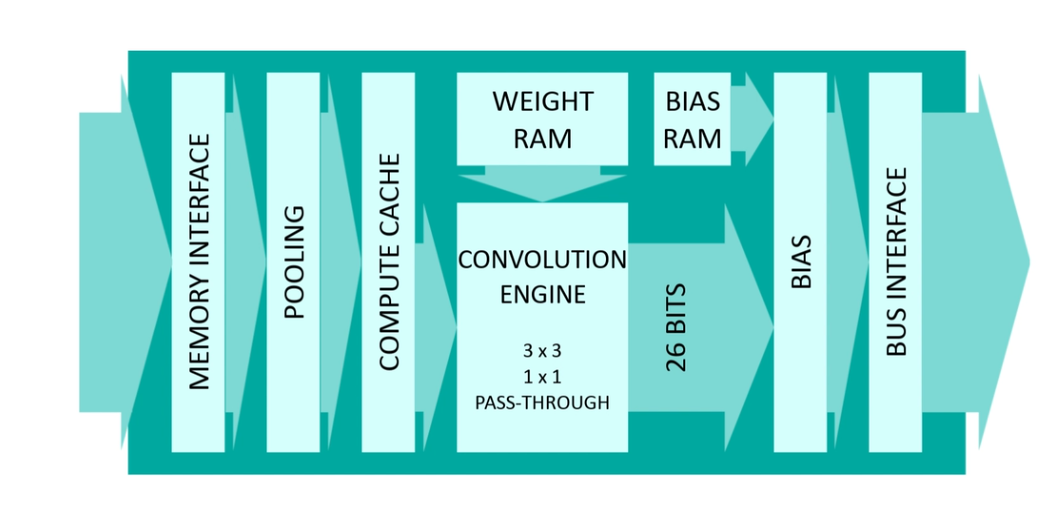 MEMORY INTERFACE
POOLING
COMPUTE CACHE
WEIGHT
RAM
CONVOLUTION
ENGINE
3 x 3
1 x 1
PASS-THROUGH
BIAS
RAM
26 BITS
BIAS
BUS INTERFACE